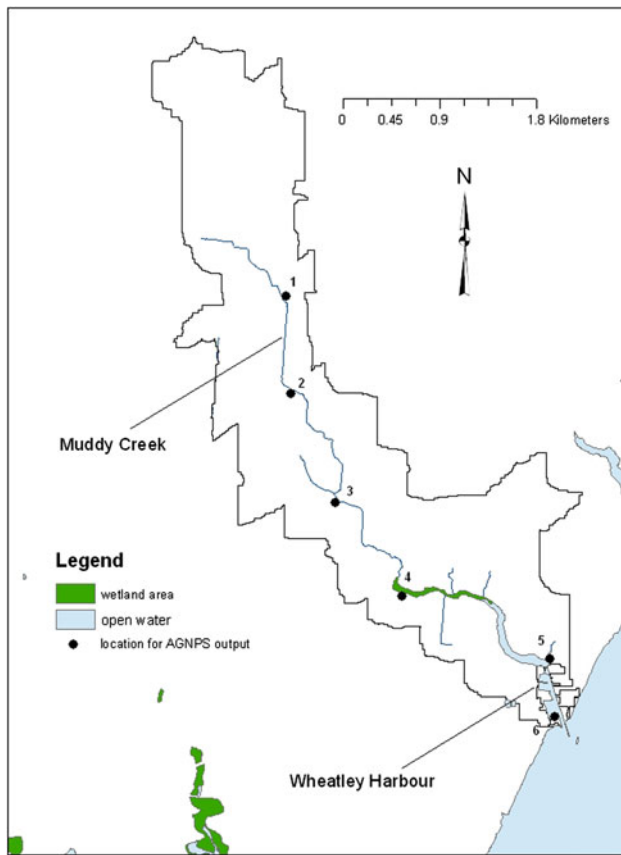 0 0.45 0.9 1.8 Kilometers
N
1
2
Muddy Creek
3
Legend
wetland area
open water
location for AGNPS output
4
5
6
Wheatley Harbour